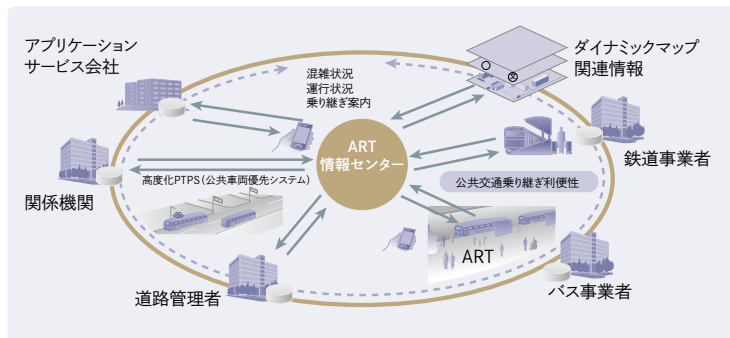 アプリケーション
サービス会社
混雑状況
運行状況
乗り継ぎ案内
ダイナミックマップ
関連情報
ART
情報センター
鉄道事業者
関係機関
高度化PTPS(公共車両優先システム)
公共交通乗り継ぎ利便性
ART
道路管理者
バス事業者